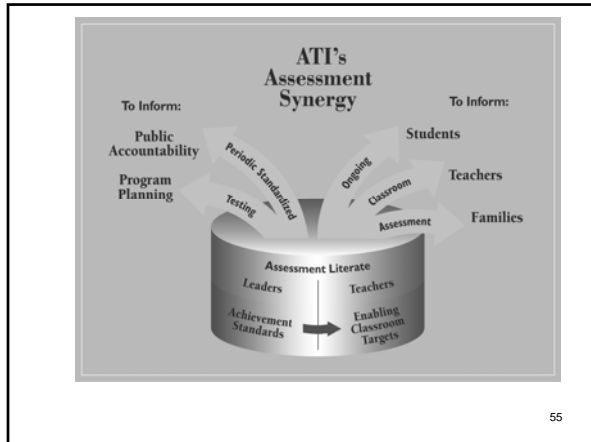 ATI's
Assessment
Synergy
To Inform:
Public
Accountability
Program
Planning
Periodic Standardized
Testing
To Inform:
Students
Teachers
Families
Ongoing
Classroom
Assessment
Assessment Literate
Leaders
Teachers
Achievement
Standards
Enabling
Classroom
Targets
55